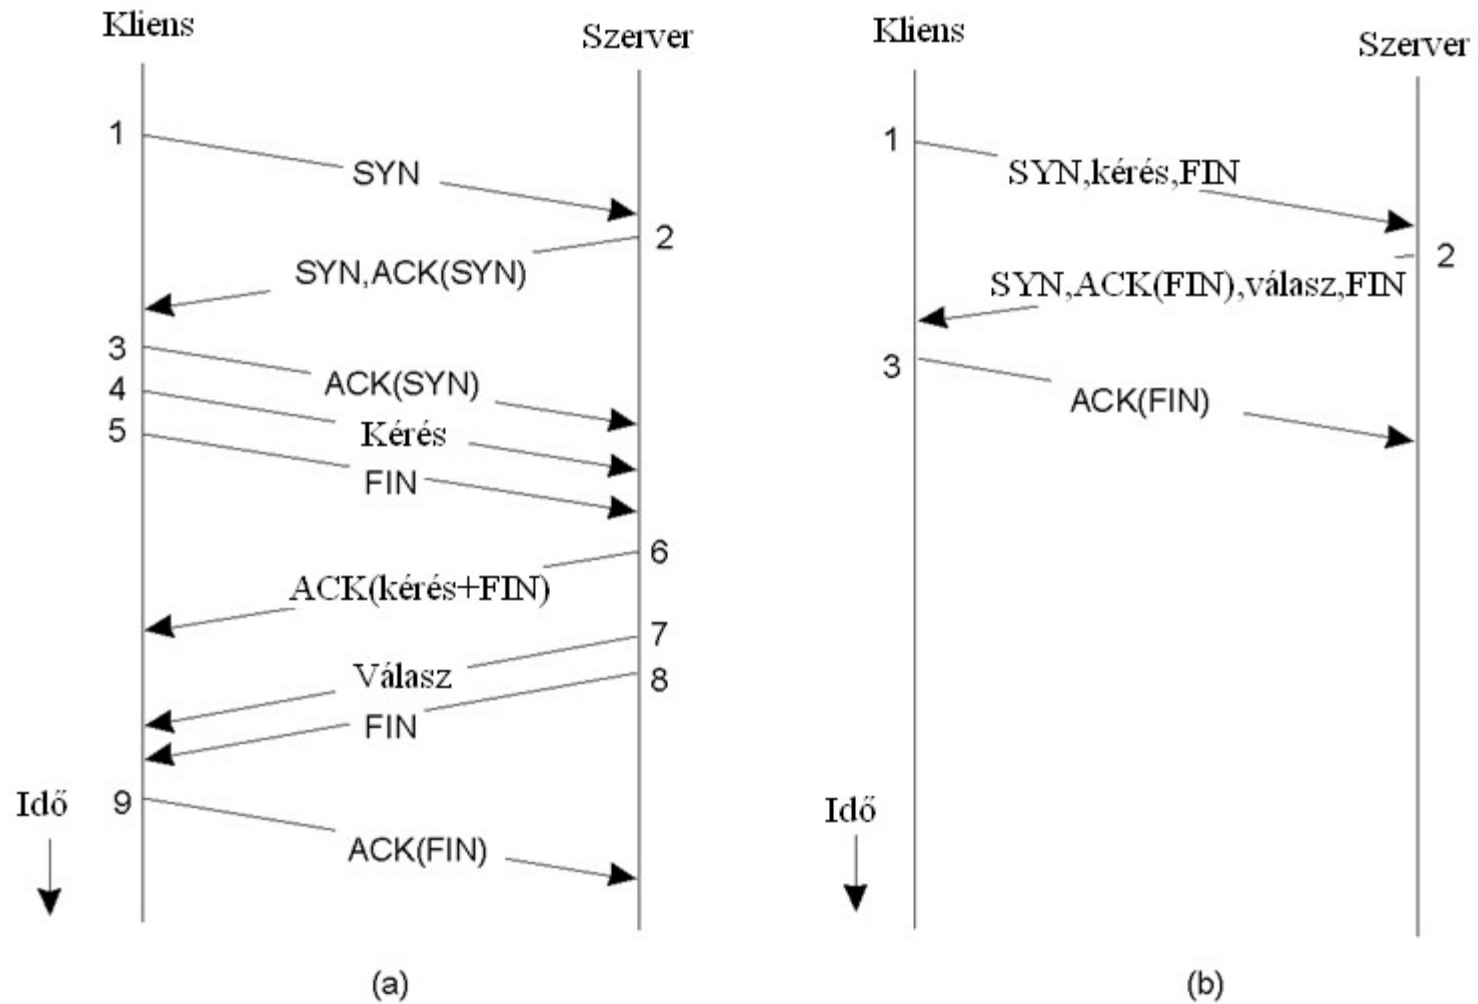 Kliens
Szerver
1
SYN
2
SYN,ACK(SYN)
3
ACK(SYN)
4
Kérés
5
FIN
6
ACK(kérés+FIN)
7
Válasz
8
FIN
9
ACK(FIN)
Idő
(a)
Kliens
Szerver
1
SYN,kérés,FIN
2
SYN,ACK(FIN),válasz,FIN
3
ACK(FIN)
Idő
(b)